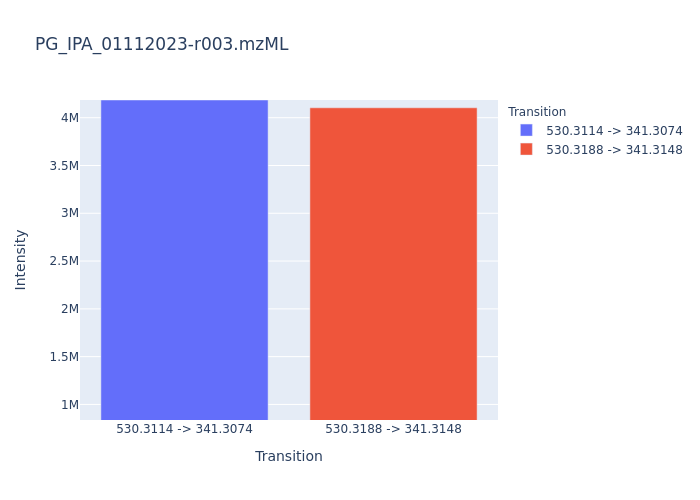 PG_IPA_01112023-r003.mzML
Transition
530.3114 -> 341.3074
530.3188 -> 341.3148
Intensity
4M
3.5M
3M
2.5M
2M
1.5M
1M
530.3114 -> 341.3074
530.3188 -> 341.3148
Transition